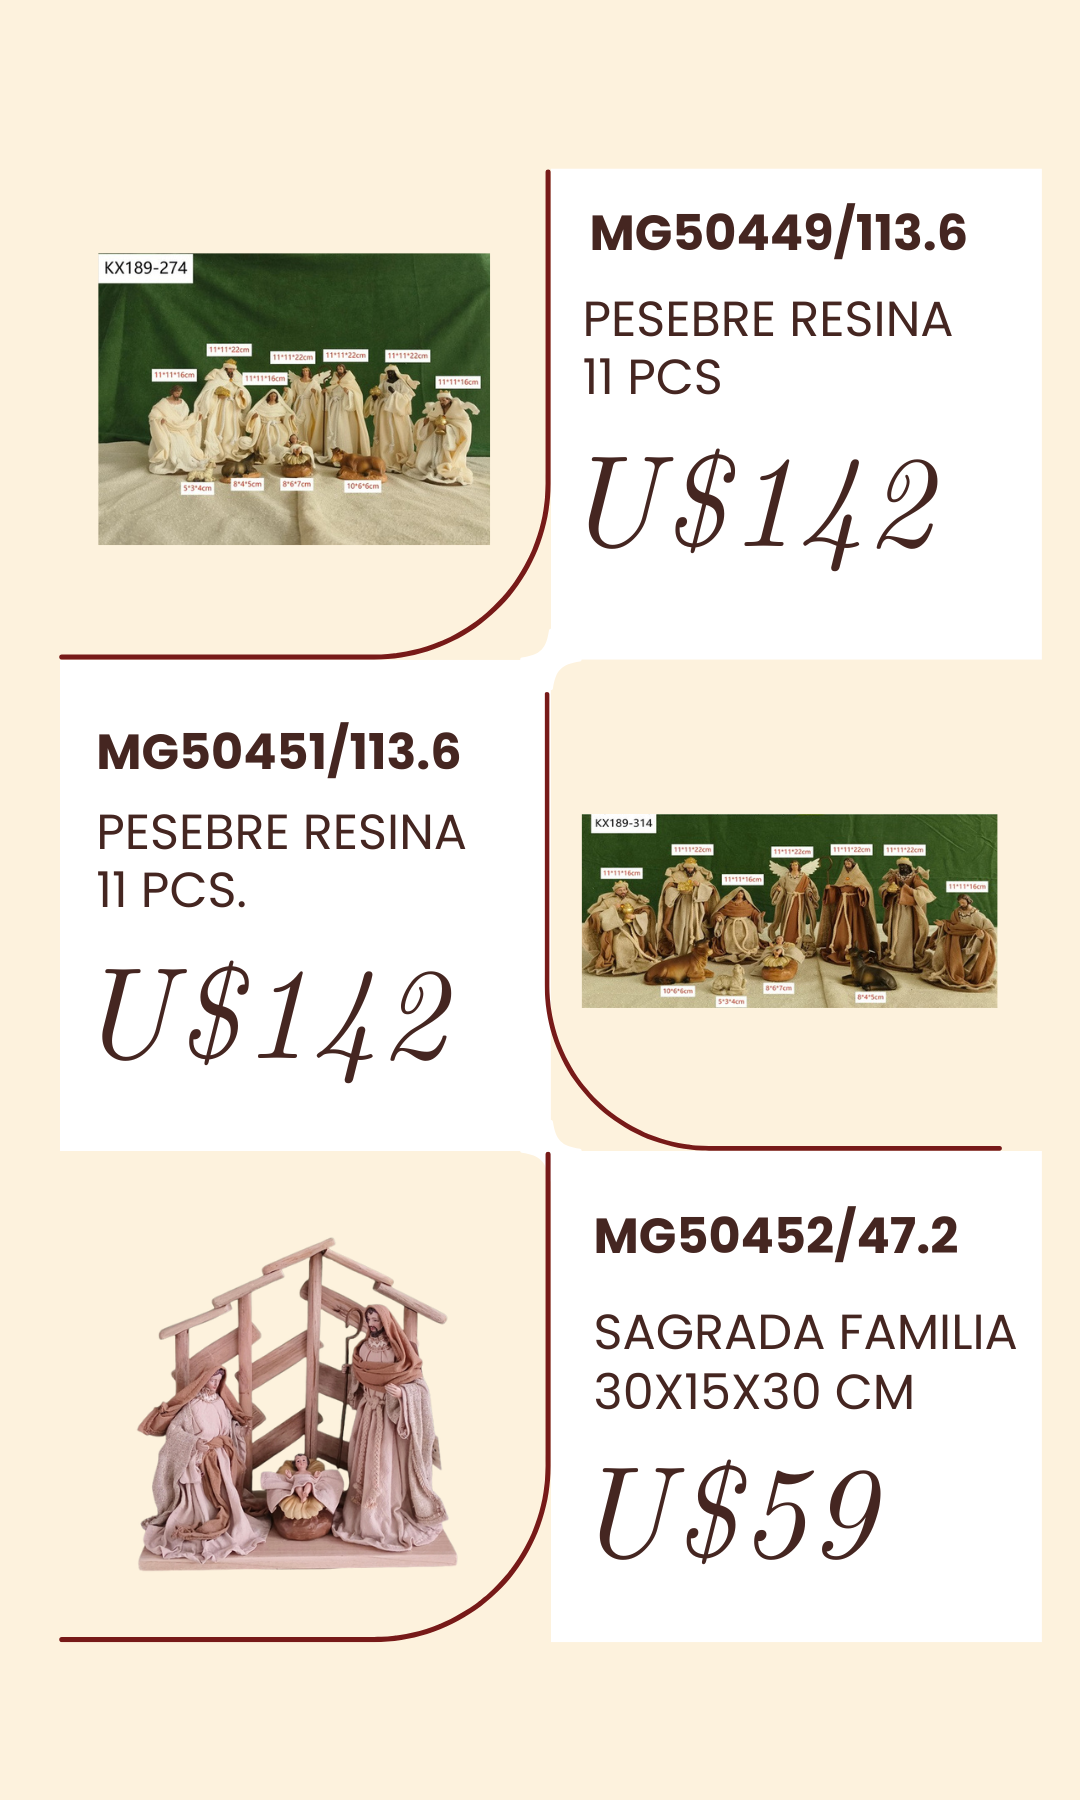 MG50449/113.6
KX189-274
PESEBRE RESINA
11 PCS
11*11*22cm
11*11*22cm
11*11*22cm
11*11*22cm
11*11*16cm
11*11*16cm
11*11*16cm
U$142
5*3*4cm
8*4*5cm
8*6*7cm
10*6*6cm
MG50451/113.6
PESEBRE RESINA
11 PCS.
U$142
KX189-314
11*11*22cm
11*11*22cm
11*11*22cm
11*11*22cm
11*11*16cm
11*11*16cm
11*11*16cm
10*6*6cm
5*3*4cm
8*6*7cm
8*4*5cm
MG50452/47.2
SAGRADA FAMILIA
30X15X30 CM
U$59